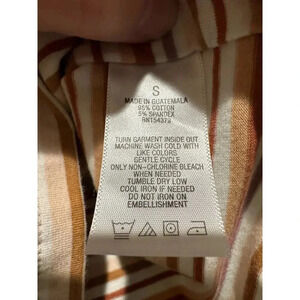 S
MADE IN GUATEMALA
95% COTTON
5% SPANDEX
RN154379
TURN GARMENT INSIDE OUT
MACHINE WASH COLD WITH
LIKE COLORS
GENTLE CYCLE
ONLY NON-CHLORINE BLEACH
WHEN NEEDED
TUMBLE DRY LOW
COOL IRON IF NEEDED
DO NOT IRON ON
EMBELLISHMENT